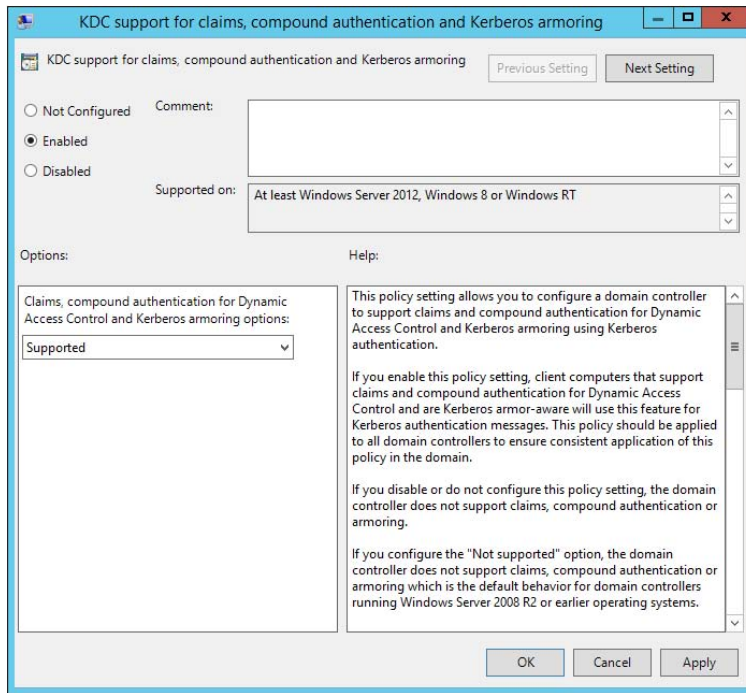 KDC support for claims, compound authentication and Kerberos armoring
KDC support for claims, compound authentication and Kerberos armoring
Previous Setting
Next Setting
Not Configured
Enabled
Disabled
Comment:
Supported on:
At least Windows Server 2012, Windows 8 or Windows RT
Options:
Help:
Claims, compound authentication for Dynamic
Access Control and Kerberos armoring options:
Supported
This policy setting allows you to configure a domain controller
to support claims and compound authentication for Dynamic
Access Control and Kerberos armoring using Kerberos
authentication.
If you enable this policy setting, client computers that support
claims and compound authentication for Dynamic Access
Control and are Kerberos armor-aware will use this feature for
Kerberos authentication messages. This policy should be applied
to all domain controllers to ensure consistent application of this
policy in the domain.
If you disable or do not configure this policy setting, the domain
controller does not support claims, compound authentication or
armoring.
If you configure the "Not supported" option, the domain
controller does not support claims, compound authentication or
armoring which is the default behavior for domain controllers
running Windows Server 2008 R2 or earlier operating systems.
OK
Cancel
Apply